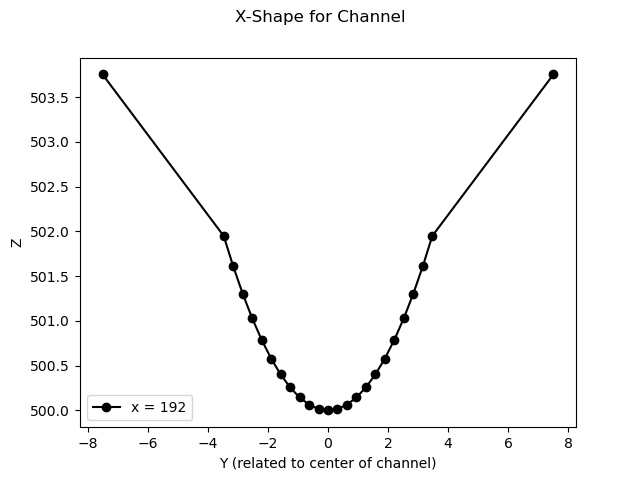 X-Shape for Channel
503.5
503.0
502.5
502.0
501.5
501.0
500.5
500.0
Z
x = 192
−8 −6 −4 −2 0 2 4 6 8
Y (related to center of channel)